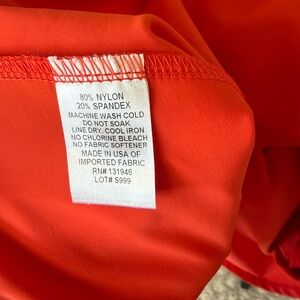 80% NYLON
20% SPANDEX
MACHINE WASH COLD
DO NOT SOAK
LINE DRY, COOL IRON
NO CHLORINE BLEACH
NO FABRIC SOFTENER
MADE IN USA OF
IMPORTED FABRIC
RN# 131946
LOT# S999